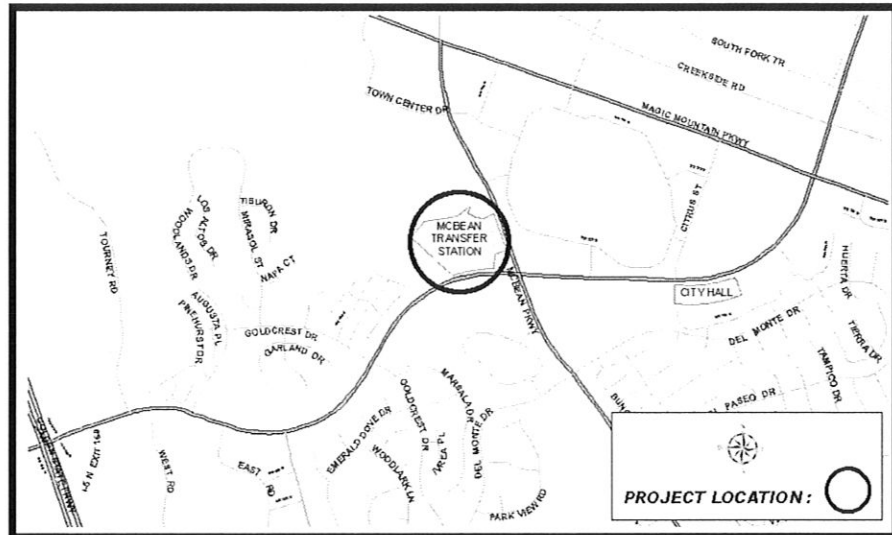 SOUTH FORK TR
CREEKSIDE RD
MAGIC MOUNTAIN PKWY
TOWN CENTER DR
CITRUS ST
TIBURON DR
LOS ALTOS DR
WOODLANDS DR
MIRASOL ST
NAPA CT
TOURNEY RD
MCBEAN
TRANSFER
STATION
MCBEAN PKWY
CITY HALL
HUERTA DR
AUGUSTA PL
PINEHURST DR
GOLDCREST DR
GARLAND DR
DEL MONTE DR
TIERRA DR
TAMPICO DR
PASEO DR
MARSALA DR
GOLDCREST DR
AREA PL
DEL MONTE DR
EMERALD DOVE DR
WOODLARK LN
PARK VIEW RD
WEST RD
EAST
RD
PROJECT LOCATION: